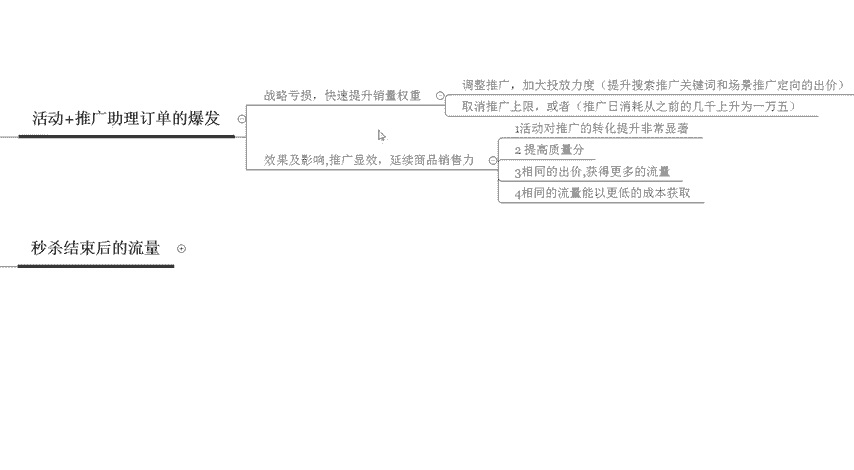 活动+推广助理订单的爆发
战略亏损，快速提升销量权重
调整推广，加大投放力度（提升搜索推广关键词和场景推广定向的出价）
取消推广上限，或者（推广日消耗从之前的几千上升为一万五）
效果及影响,推广显效，延续商品销售力
1活动对推广的转化提升非常显著
2 提高质量分
3相同的出价,获得更多的流量
4相同的流量能以更低的成本获取
秒杀结束后的流量